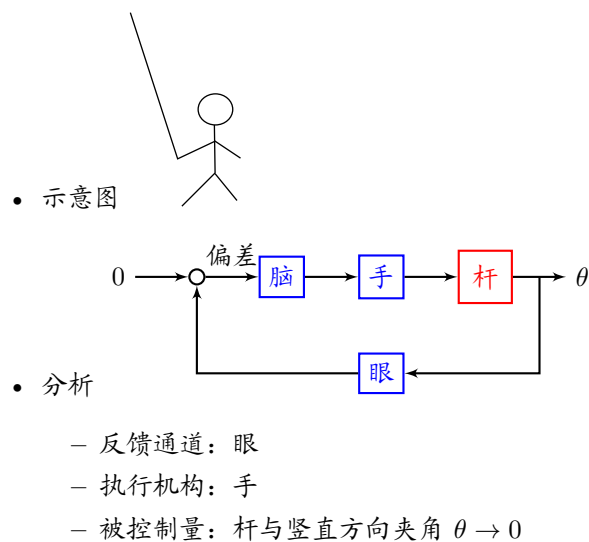 • 示意图
偏差
0 脑 手 杆 θ
眼
• 分析
– 反馈通道：眼
– 执行机构：手
– 被控制量：杆与竖直方向夹角 θ → 0